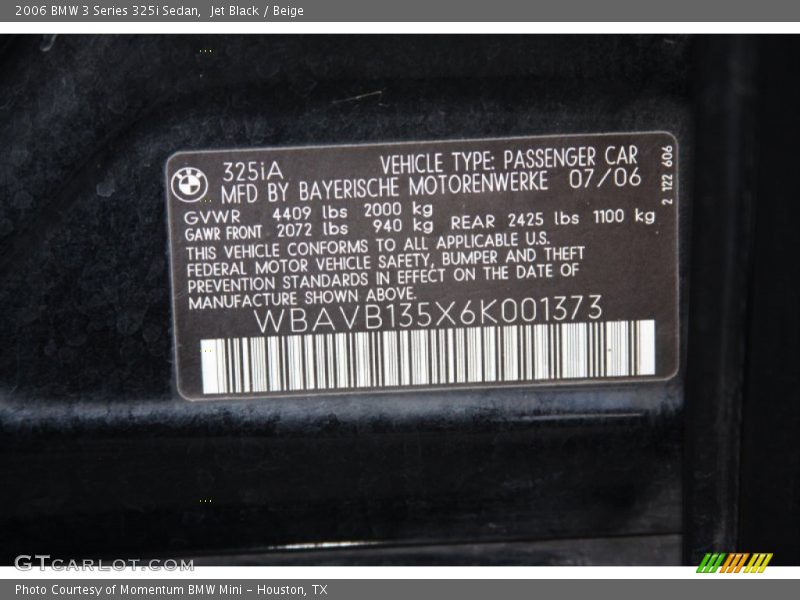 2006 BMW 3 Series 325i Sedan, Jet Black / Beige
325iA VEHICLE TYPE: PASSENGER CAR
MFD BY BAYERISCHE MOTORENWERKE 07/06
2 122 606
GVWR 4409 lbs 2000 kg
GAWR FRONT 2072 lbs 940 kg REAR 2425 lbs 1100 kg
THIS VEHICLE CONFORMS TO ALL APPLICABLE U.S.
FEDERAL MOTOR VEHICLE SAFETY, BUMPER AND THEFT
PREVENTION STANDARDS IN EFFECT ON THE DATE OF
MANUFACTURE SHOWN ABOVE.
WBAVB135X6K001373
GTcarlot.com
Photo Courtesy of Momentum BMW Mini - Houston, TX